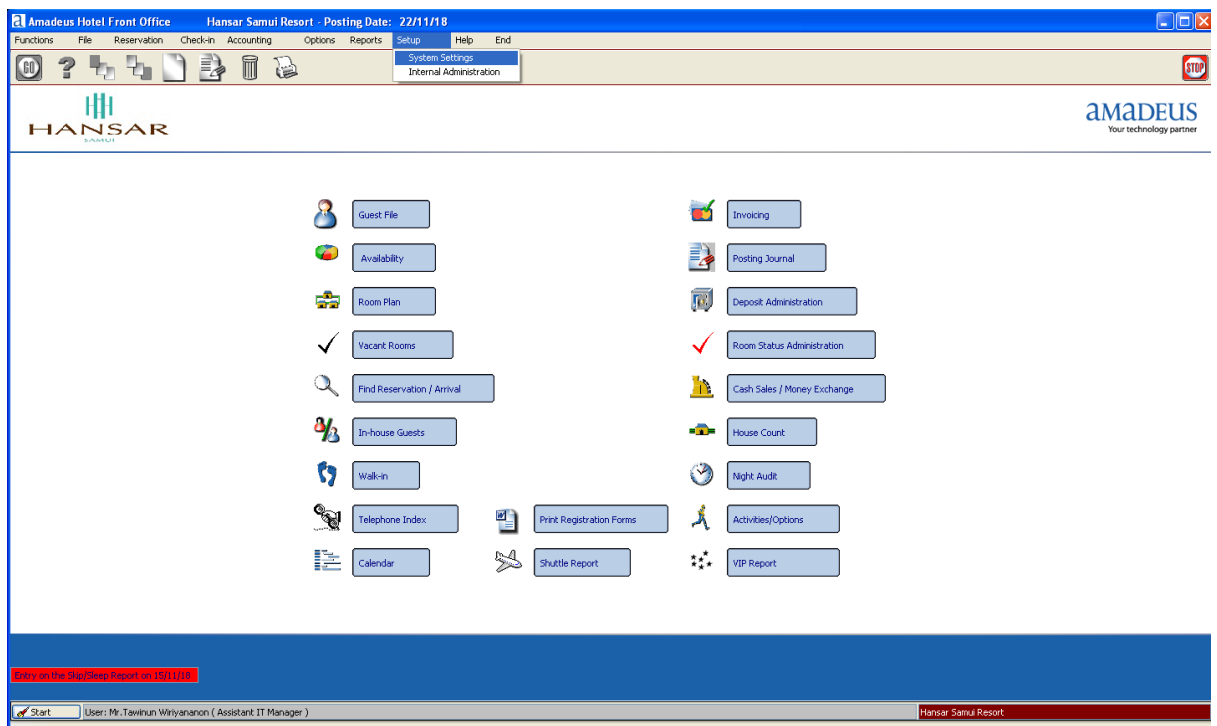 a Amadeus Hotel Front Office Hansar Samui Resort - Posting Date: 22/11/18
Functions File Reservation Check-in Accounting Options Reports Setup Help End
System Settings
Internal Administration
GO
STOP
HANSAR
SAMUI
amadeus
Your technology partner
Guest File
Invoicing
Availability
Posting Journal
Room Plan
Deposit Administration
Vacant Rooms
Room Status Administration
Find Reservation / Arrival
Cash Sales / Money Exchange
In-house Guests
House Count
Walk-in
Night Audit
Telephone Index
Print Registration Forms
Activities/Options
Calendar
Shuttle Report
VIP Report
Entry on the Skip/Sleep Report on 15/11/18
Start User: Mr.Tawinun Wiriyananon ( Assistant IT Manager ) Hansar Samui Resort